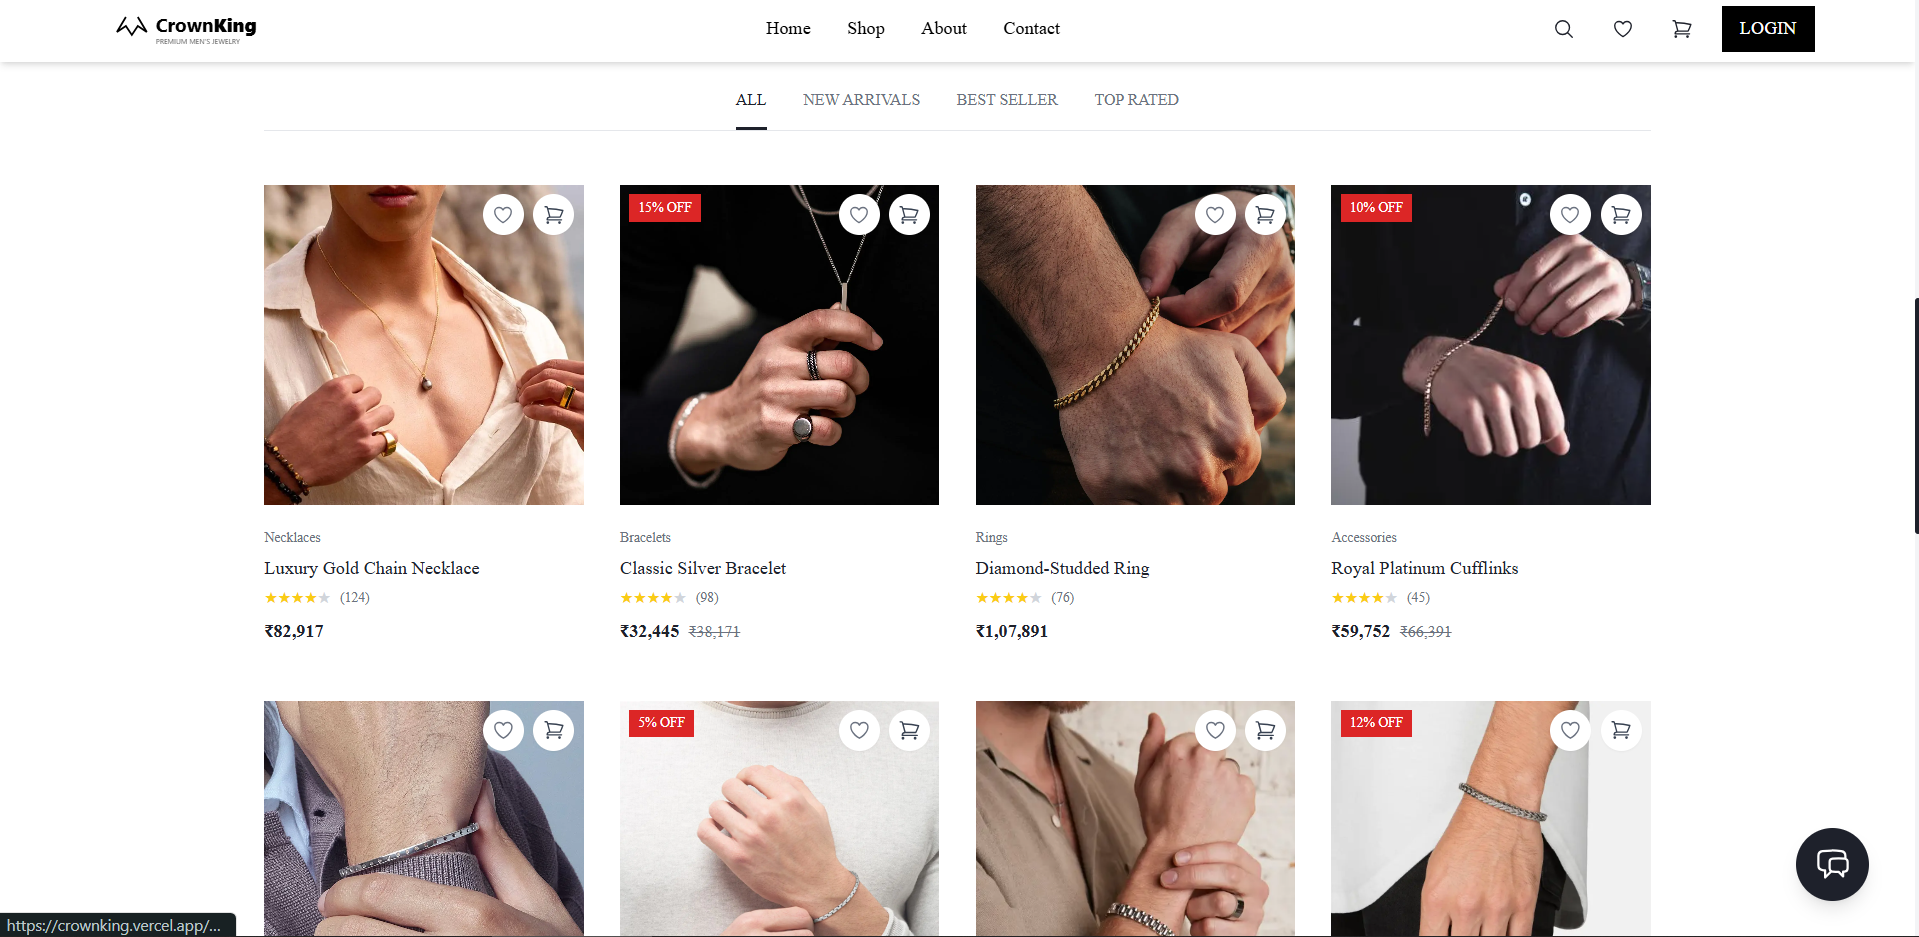 CrownKing
PREMIUM MEN'S JEWELRY
Home Shop About Contact
LOGIN
ALL NEW ARRIVALS BEST SELLER TOP RATED
15% OFF
10% OFF
Necklaces
Luxury Gold Chain Necklace
(124)
₹82,917
Bracelets
Classic Silver Bracelet
(98)
₹32,445 ₹38,171
Rings
Diamond-Studded Ring
(76)
₹1,07,891
Accessories
Royal Platinum Cufflinks
(45)
₹59,752 ₹66,391
5% OFF
12% OFF
https://crownking.vercel.app/...